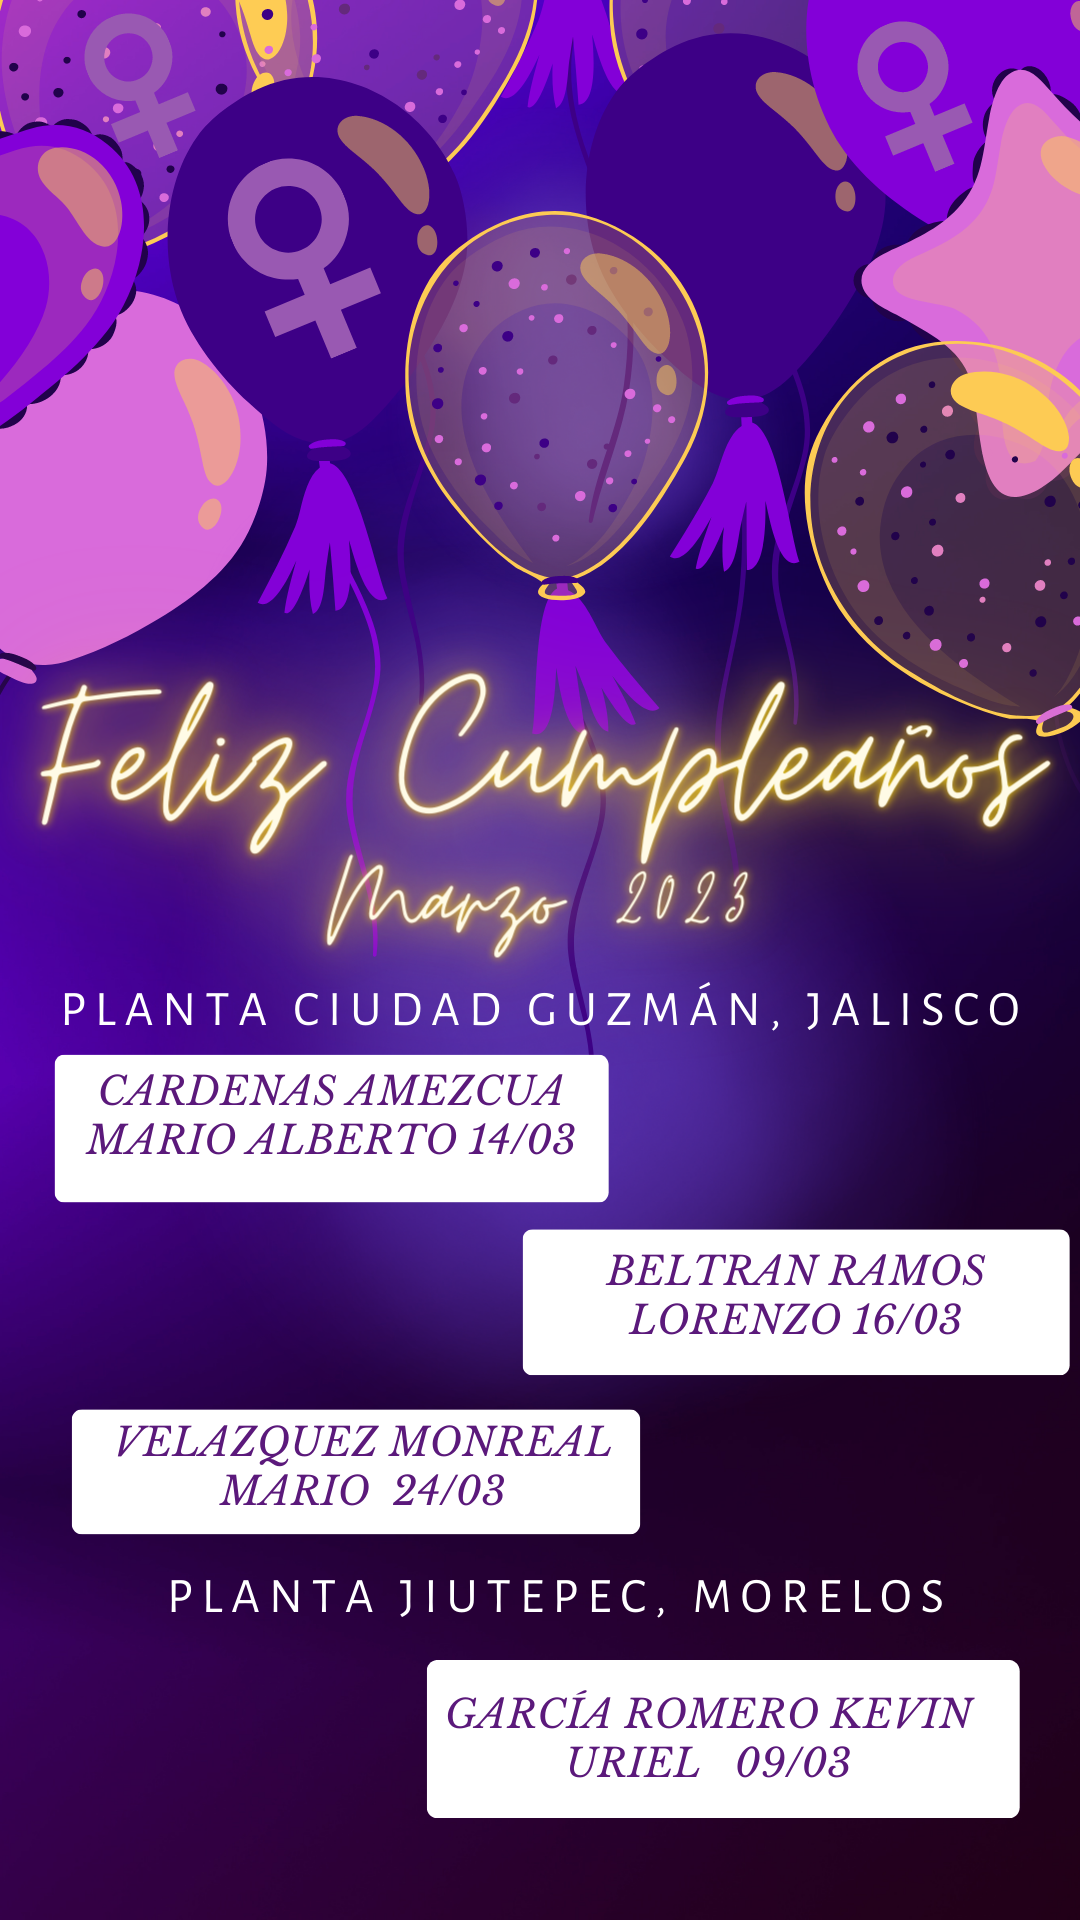 Feliz Cumpleaños
Marzo 2023
PLANTA CIUDAD GUZMÁN, JALISCO
CARDENAS AMEZCUA
MARIO ALBERTO 14/03
BELTRAN RAMOS
LORENZO 16/03
VELAZQUEZ MONREAL
MARIO 24/03
PLANTA JIUTEPEC, MORELOS
GARCÍA ROMERO KEVIN
URIEL 09/03